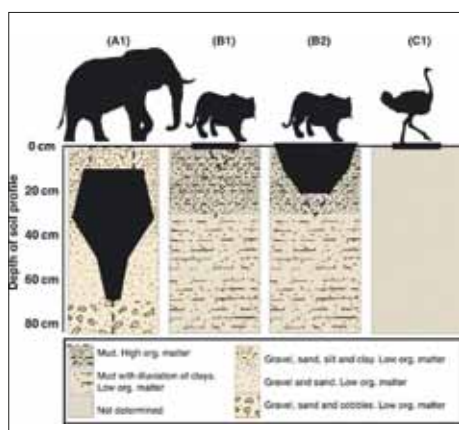 (A1) (B1) (B2) (C1)
0 cm
20 cm
40 cm
60 cm
80 cm
Depth of soil profile
Mud. High org. matter
Mud with illuviation of clays.
Low org. matter
Not determined
Gravel, sand, silt and clay. Low org. matter
Gravel and sand. Low org. matter
Gravel, sand and cobbles. Low org. matter